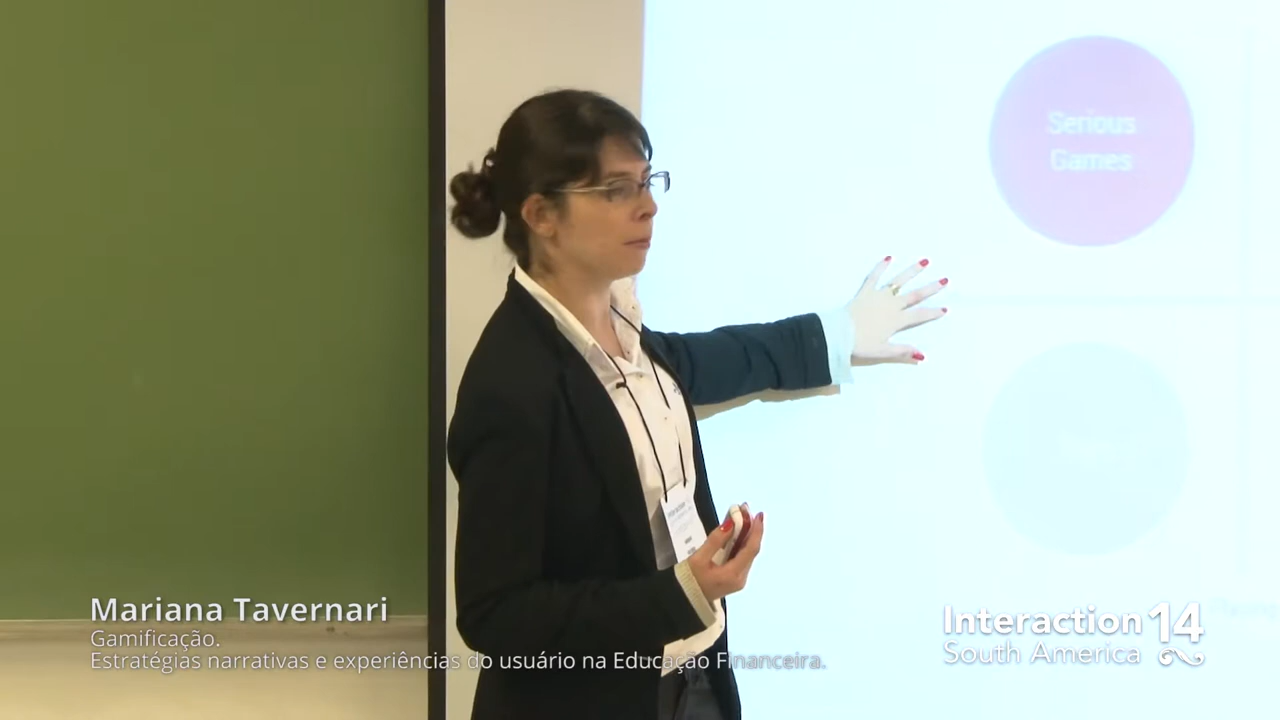 Serious
Games
Mariana Tavernari
Gamificação.
Estratégias narrativas e experiências do usuário na Educação Financeira.
Interaction 14
South America